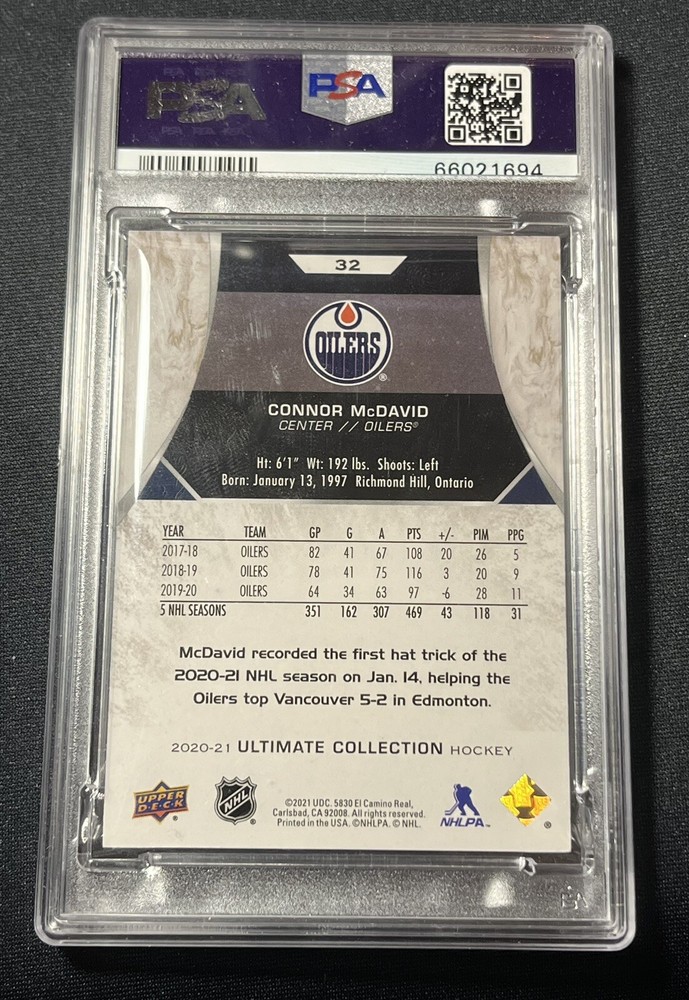 PSA
PSA
66021694
32
OILERS
CONNOR McDAVID
CENTER // OILERS®
Ht: 6'1" Wt: 192 lbs. Shoots: Left
Born: January 13, 1997 Richmond Hill, Ontario
YEAR TEAM GP G A PTS +/- PIM PPG
2017-18 OILERS 82 41 67 108 20 26 5
2018-19 OILERS 78 41 75 116 3 20 9
2019-20 OILERS 64 34 63 97 -6 28 11
5 NHL SEASONS 351 162 307 469 43 118 31
McDavid recorded the first hat trick of the
2020-21 NHL season on Jan. 14, helping the
Oilers top Vancouver 5-2 in Edmonton.
2020-21 ULTIMATE COLLECTION HOCKEY
UPPER DECK
NHL
©2021 UDC. 5830 El Camino Real,
Carlsbad, CA 92008. All rights reserved.
Printed in the USA. ©NHLPA. © NHL.
NHLPA